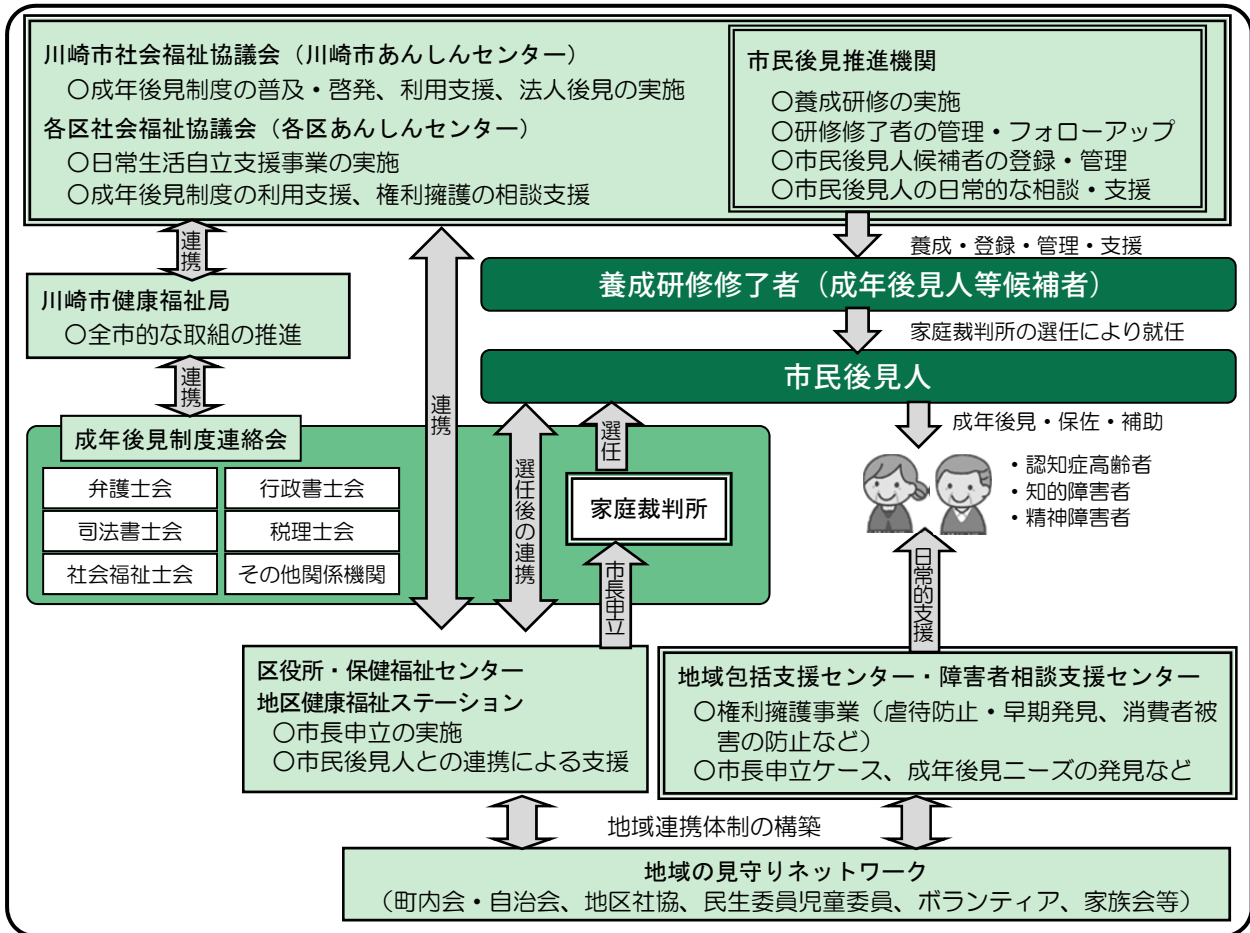 川崎市社会福祉協議会（川崎市あんしんセンター）
〇成年後見制度の普及・啓発、利用支援、法人後見の実施
各区社会福祉協議会（各区あんしんセンター）
〇日常生活自立支援事業の実施
〇成年後見制度の利用支援、権利擁護の相談支援
市民後見推進機関
〇養成研修の実施
〇研修修了者の管理・フォローアップ
〇市民後見人候補者の登録・管理
〇市民後見人の日常的な相談・支援
連携
養成・登録・管理・支援
川崎市健康福祉局
〇全市的な取組の推進
養成研修修了者（成年後見人等候補者）
家庭裁判所の選任により就任
連携
連携
市民後見人
成年後見制度連絡会
弁護士会
行政書士会
司法書士会
税理士会
社会福祉士会
その他関係機関
選任後の連携
選任
家庭裁判所
市長申立
成年後見・保佐・補助
・認知症高齢者
・知的障害者
・精神障害者
日常的支援
区役所・保健福祉センター
地区健康福祉ステーション
〇市長申立の実施
〇市民後見人との連携による支援
地域包括支援センター・障害者相談支援センター
〇権利擁護事業（虐待防止・早期発見、消費者被
害の防止など）
〇市長申立ケース、成年後見ニーズの発見など
地域連携体制の構築
地域の見守りネットワーク
（町内会・自治会、地区社協、民生委員児童委員、ボランティア、家族会等）